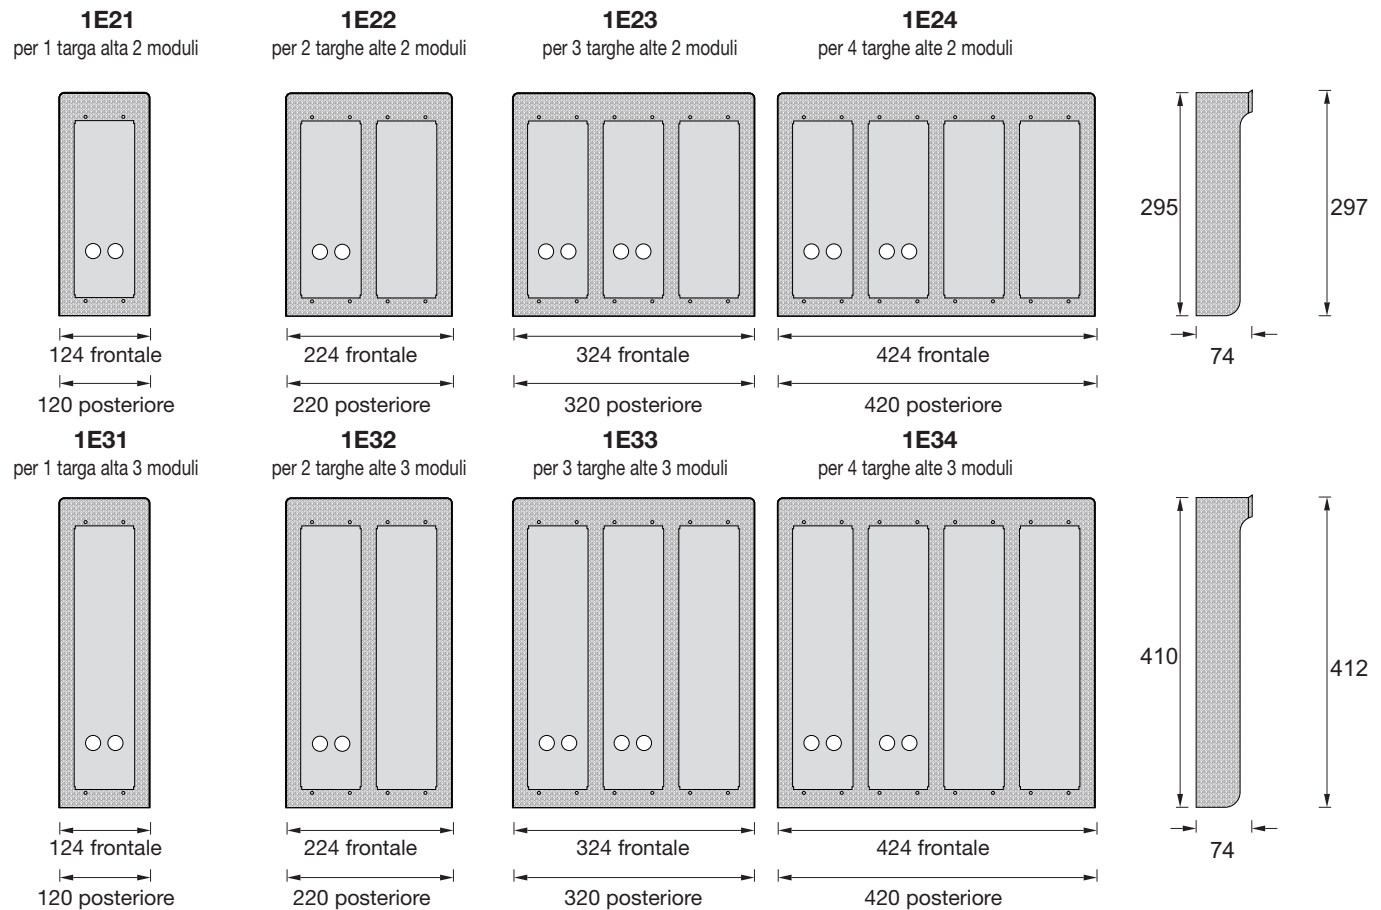 1E21
per 1 targa alta 2 moduli
1E22
per 2 targhe alte 2 moduli
1E23
per 3 targhe alte 2 moduli
1E24
per 4 targhe alte 2 moduli
124 frontale
120 posteriore
224 frontale
220 posteriore
324 frontale
320 posteriore
424 frontale
420 posteriore
295
297
74
1E31
per 1 targa alta 3 moduli
1E32
per 2 targhe alte 3 moduli
1E33
per 3 targhe alte 3 moduli
1E34
per 4 targhe alte 3 moduli
124 frontale
120 posteriore
224 frontale
220 posteriore
324 frontale
320 posteriore
424 frontale
420 posteriore
410
412
74